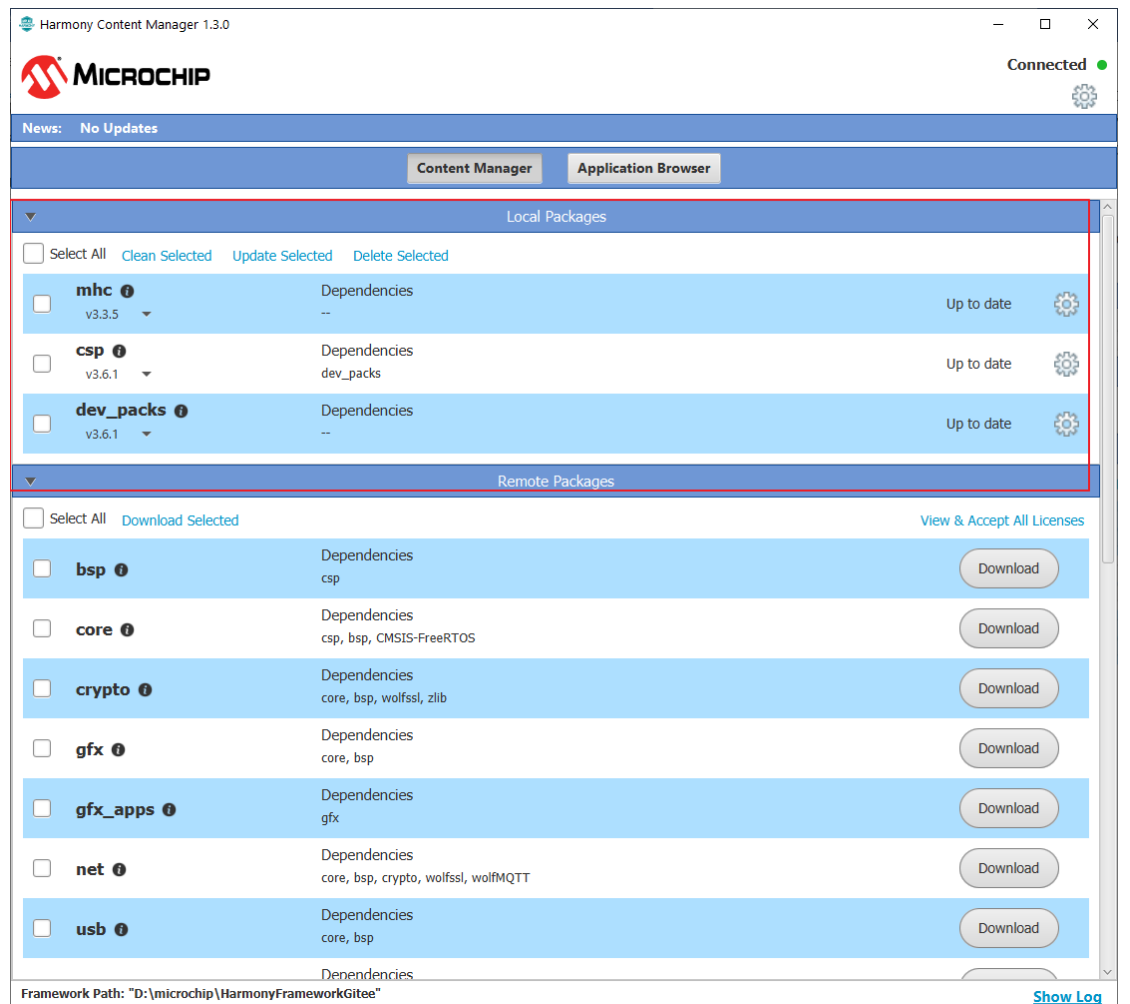 Harmony Content Manager 1.3.0
MICROCHIP
Connected
News: No Updates
Content Manager
Application Browser
Local Packages
Select All Clean Selected Update Selected Delete Selected
mhc
Dependencies
v3.3.5
--
Up to date
csp
Dependencies
v3.6.1
dev_packs
Up to date
dev_packs
Dependencies
v3.6.1
--
Up to date
Remote Packages
Select All Download Selected View & Accept All Licenses
bsp
Dependencies
csp
Download
core
Dependencies
csp, bsp, CMSIS-FreeRTOS
Download
crypto
Dependencies
core, bsp, wolfssl, zlib
Download
gfx
Dependencies
core, bsp
Download
gfx_apps
Dependencies
gfx
Download
net
Dependencies
core, bsp, crypto, wolfssl, wolfMQTT
Download
usb
Dependencies
core, bsp
Download
Dependencies
Framework Path: "D:\microchip\HarmonyFrameworkGitee"
Show Log